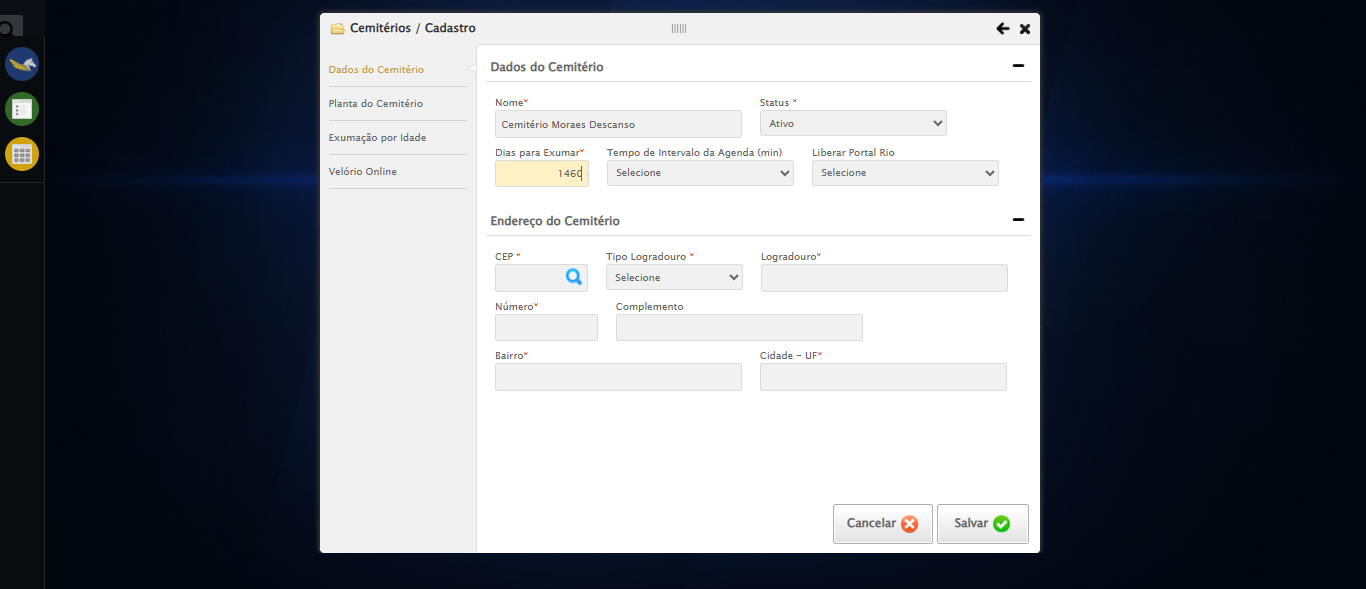 Cemitérios / Cadastro
Dados do Cemitério
Planta do Cemitério
Exumação por Idade
Velório Online
Dados do Cemitério
Nome* Status *
Cemitério Moraes Descanso Ativo
Dias para Exumar* Tempo de Intervalo da Agenda (min) Liberar Portal Rio
1460 Selecione Selecione
Endereço do Cemitério
CEP * Tipo Logradouro * Logradouro*
Selecione
Número* Complemento
Bairro* Cidade - UF*
Cancelar Salvar